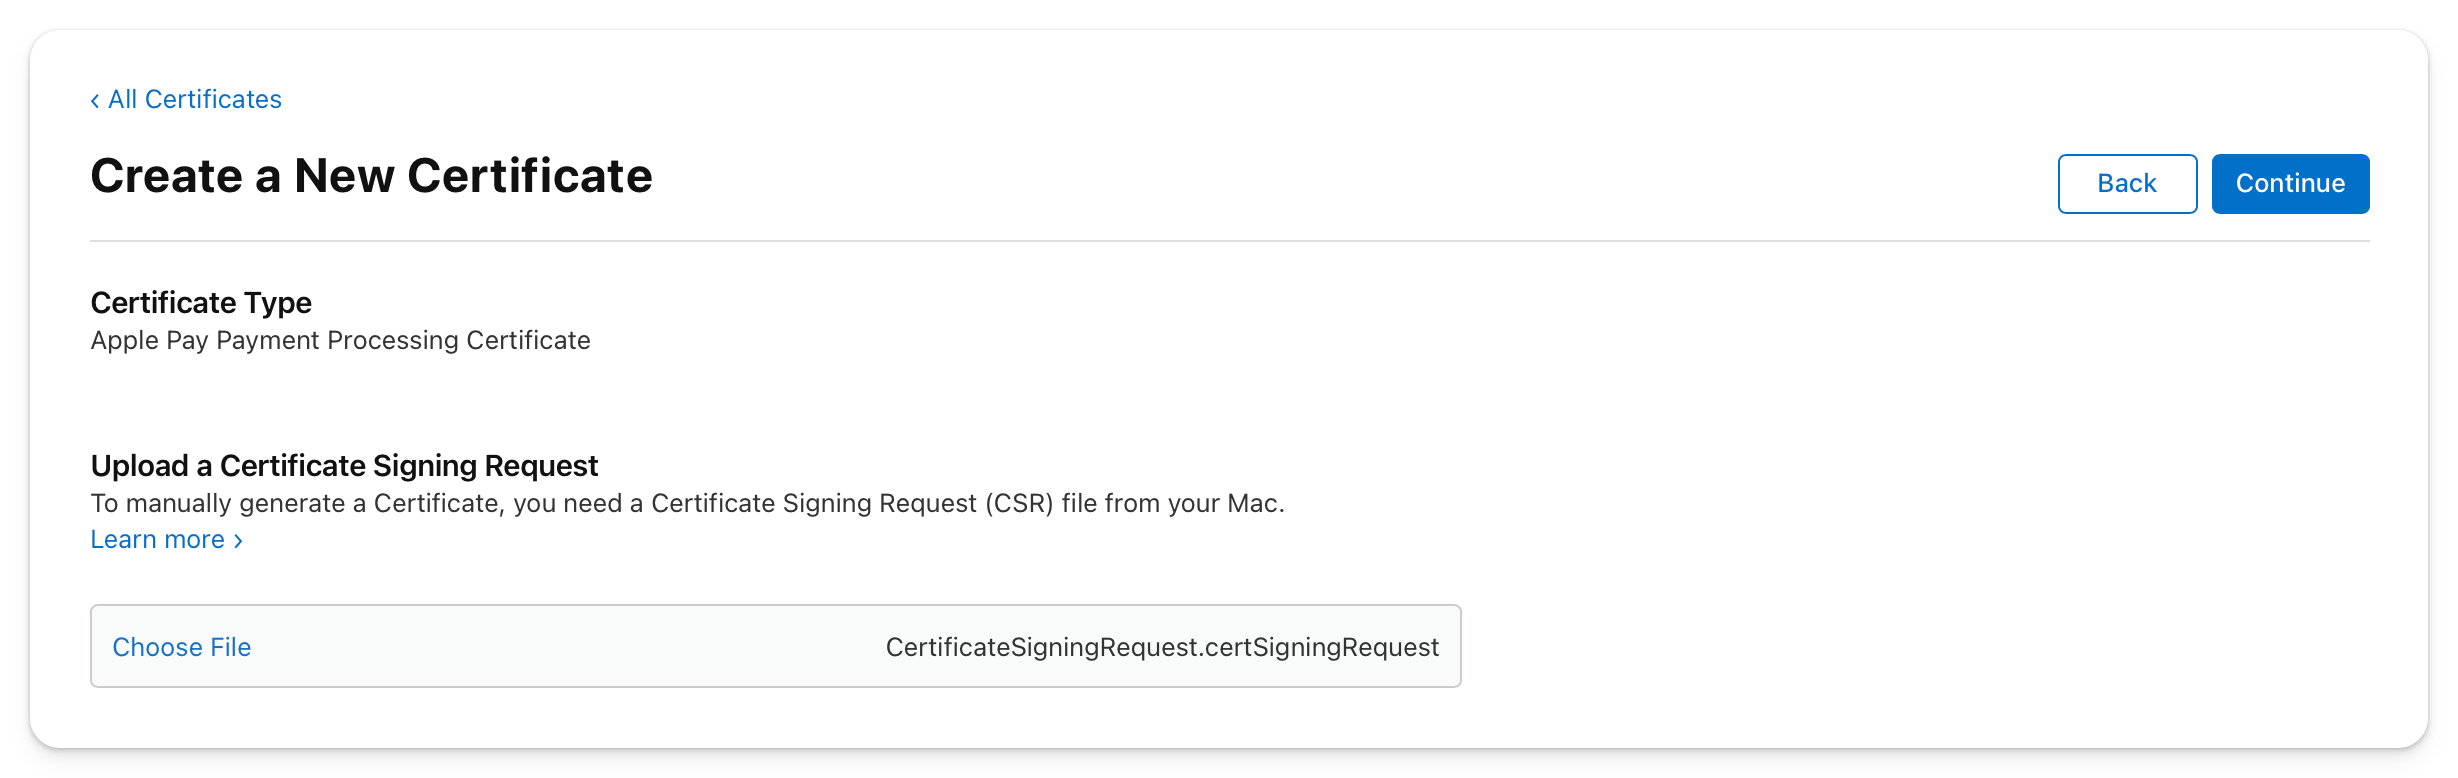 ‹ All Certificates
Create a New Certificate
Back
Continue
Certificate Type
Apple Pay Payment Processing Certificate
Upload a Certificate Signing Request
To manually generate a Certificate, you need a Certificate Signing Request (CSR) file from your Mac.
Learn more ›
Choose File
CertificateSigningRequest.certSigningRequest